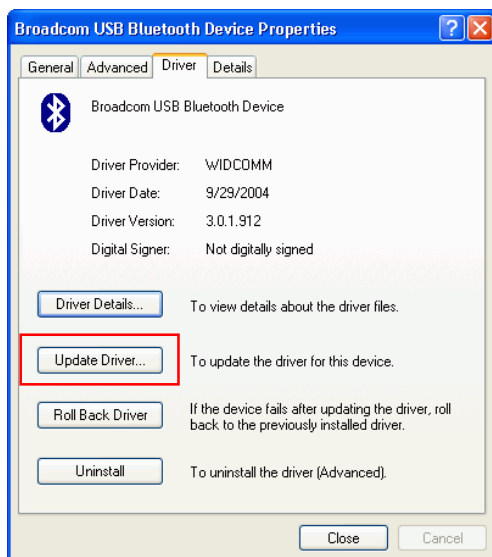 Broadcom USB Bluetooth Device Properties
General Advanced Driver Details
Broadcom USB Bluetooth Device
Driver Provider: WIDCOMM
Driver Date: 9/29/2004
Driver Version: 3.0.1.912
Digital Signer: Not digitally signed
Driver Details... To view details about the driver files.
Update Driver... To update the driver for this device.
Roll Back Driver If the device fails after updating the driver, roll
back to the previously installed driver.
Uninstall To uninstall the driver (Advanced).
Close Cancel